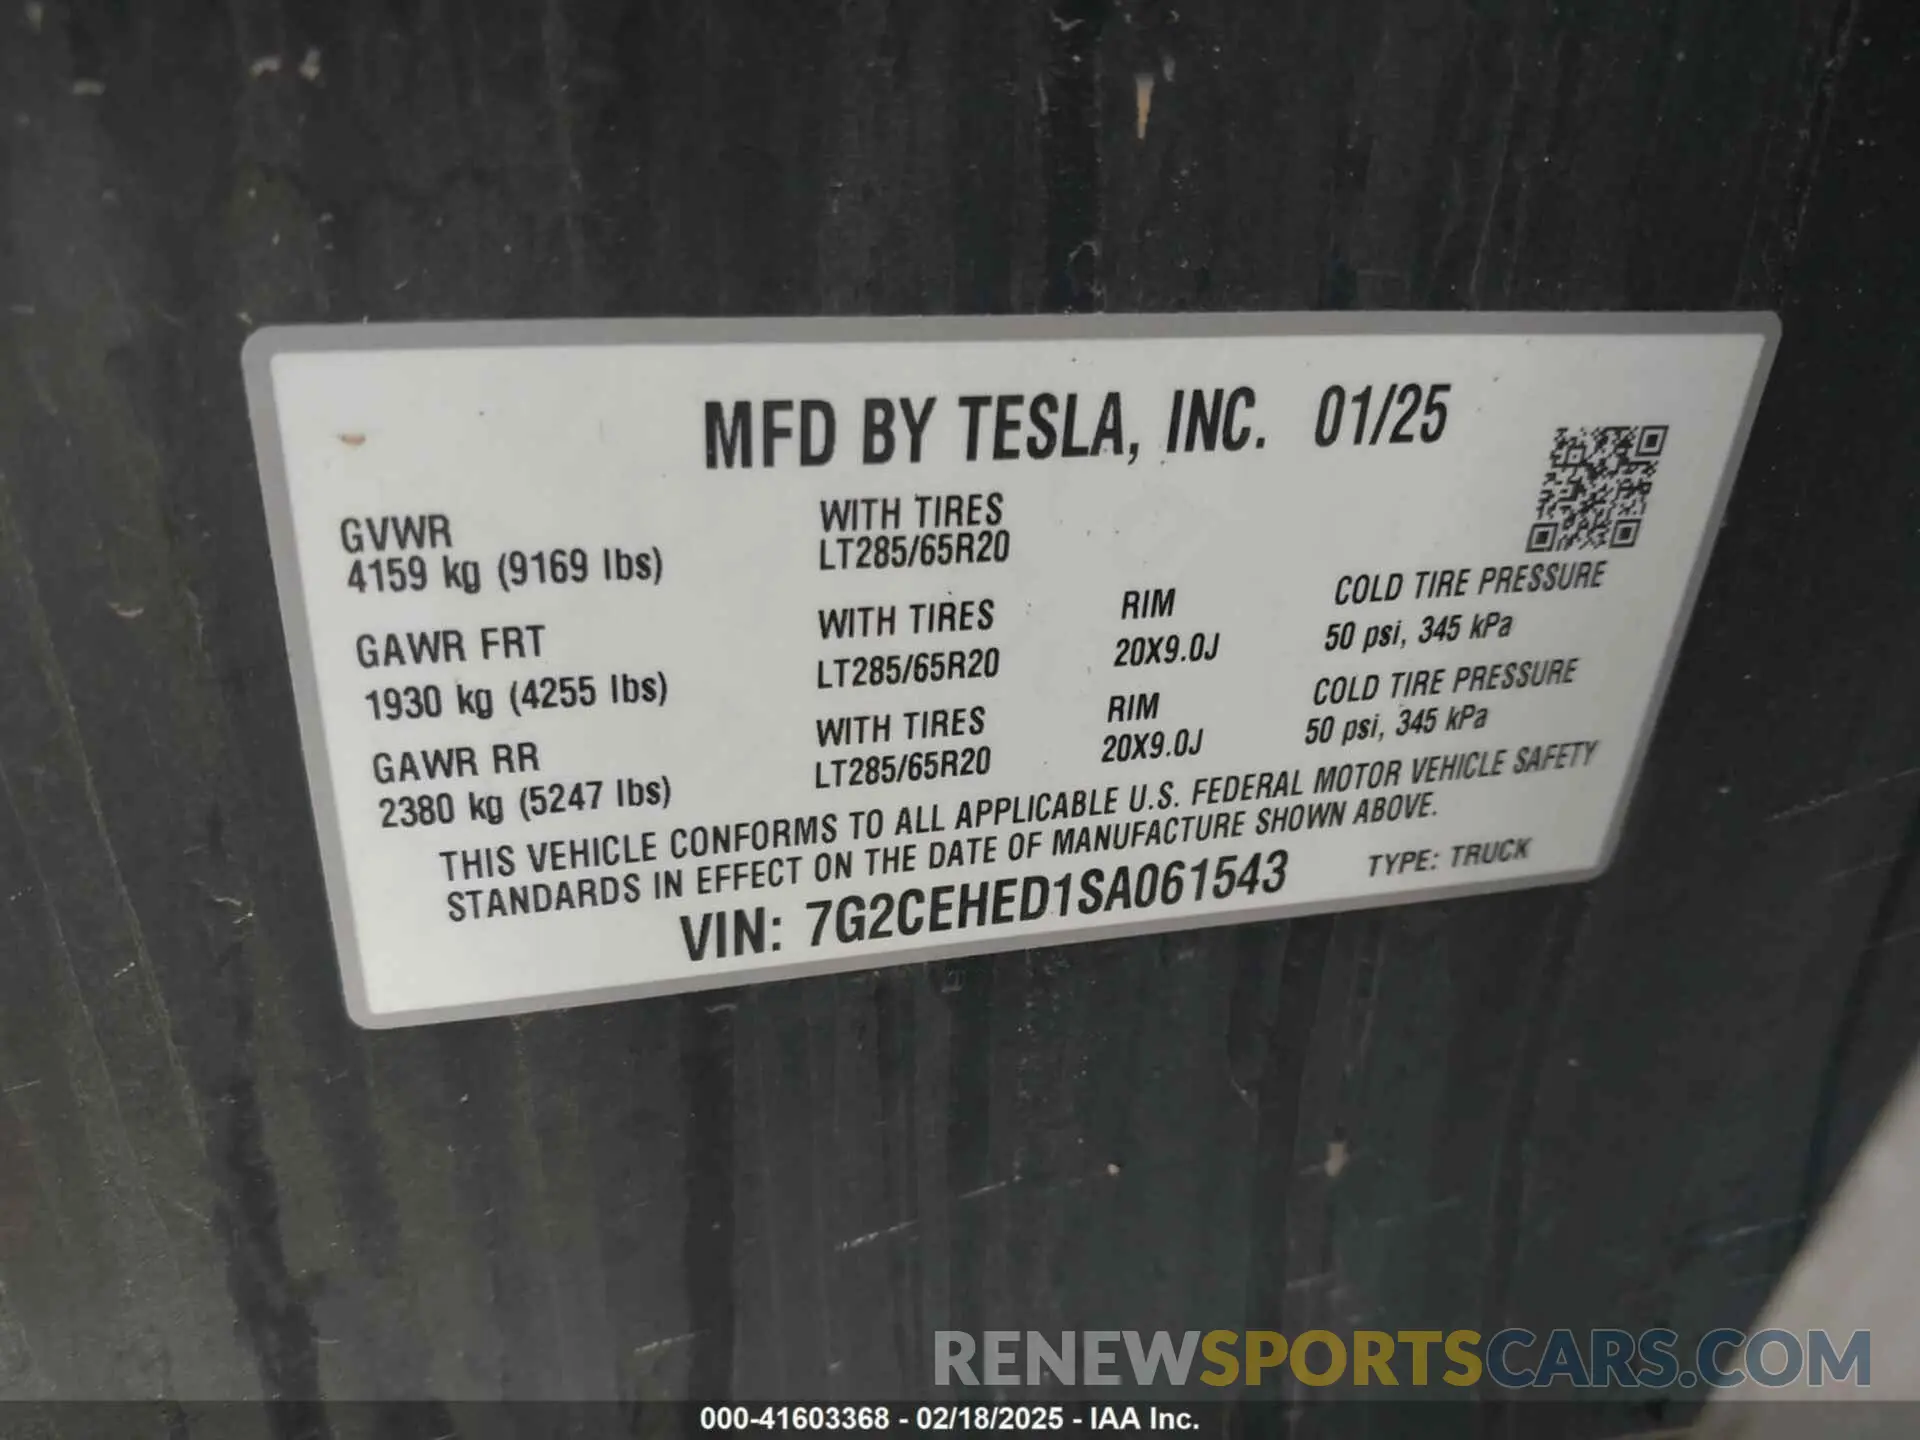 MFD BY TESLA, INC. 01/25
GVWR WITH TIRES
4159 kg (9169 lbs) LT285/65R20
GAWR FRT WITH TIRES RIM COLD TIRE PRESSURE
1930 kg (4255 lbs) LT285/65R20 20X9.0J 50 psi, 345 kPa
GAWR RR WITH TIRES RIM COLD TIRE PRESSURE
2380 kg (5247 lbs) LT285/65R20 20X9.0J 50 psi, 345 kPa
THIS VEHICLE CONFORMS TO ALL APPLICABLE U.S. FEDERAL MOTOR VEHICLE SAFETY
STANDARDS IN EFFECT ON THE DATE OF MANUFACTURE SHOWN ABOVE.
VIN: 7G2CEHED1SA061543 TYPE: TRUCK
RENEWSPORTSCARS.COM
000-41603368 - 02/18/2025 - IAA Inc.